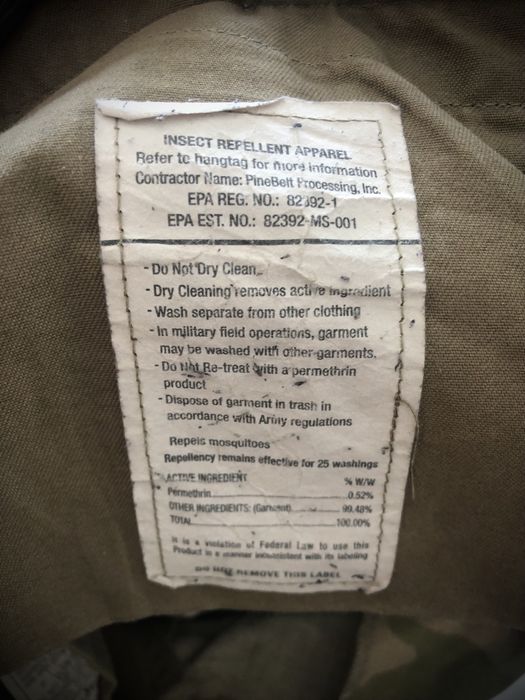 INSECT REPELLENT APPAREL
Refer to hangtag for more information
Contractor Name: PineBelt Processing, Inc.
EPA REG. NO.: 82392-1
EPA EST. NO.: 82392-MS-001
- Do Not Dry Clean
- Dry Cleaning removes active ingredient
- Wash separate from other clothing
- In military field operations, garment
may be washed with other garments.
- Do Not Re-treat with a permethrin
product
- Dispose of garment in trash in
accordance with Army regulations
Repels mosquitoes
Repellency remains effective for 25 washings
ACTIVE INGREDIENT % W/W
Permethrin 0.52%
OTHER INGREDIENTS: (Garment) 99.48%
TOTAL 100.00%
It is a violation of Federal Law to use this
Product in a manner inconsistent with its labeling
DO NOT REMOVE THIS LABEL